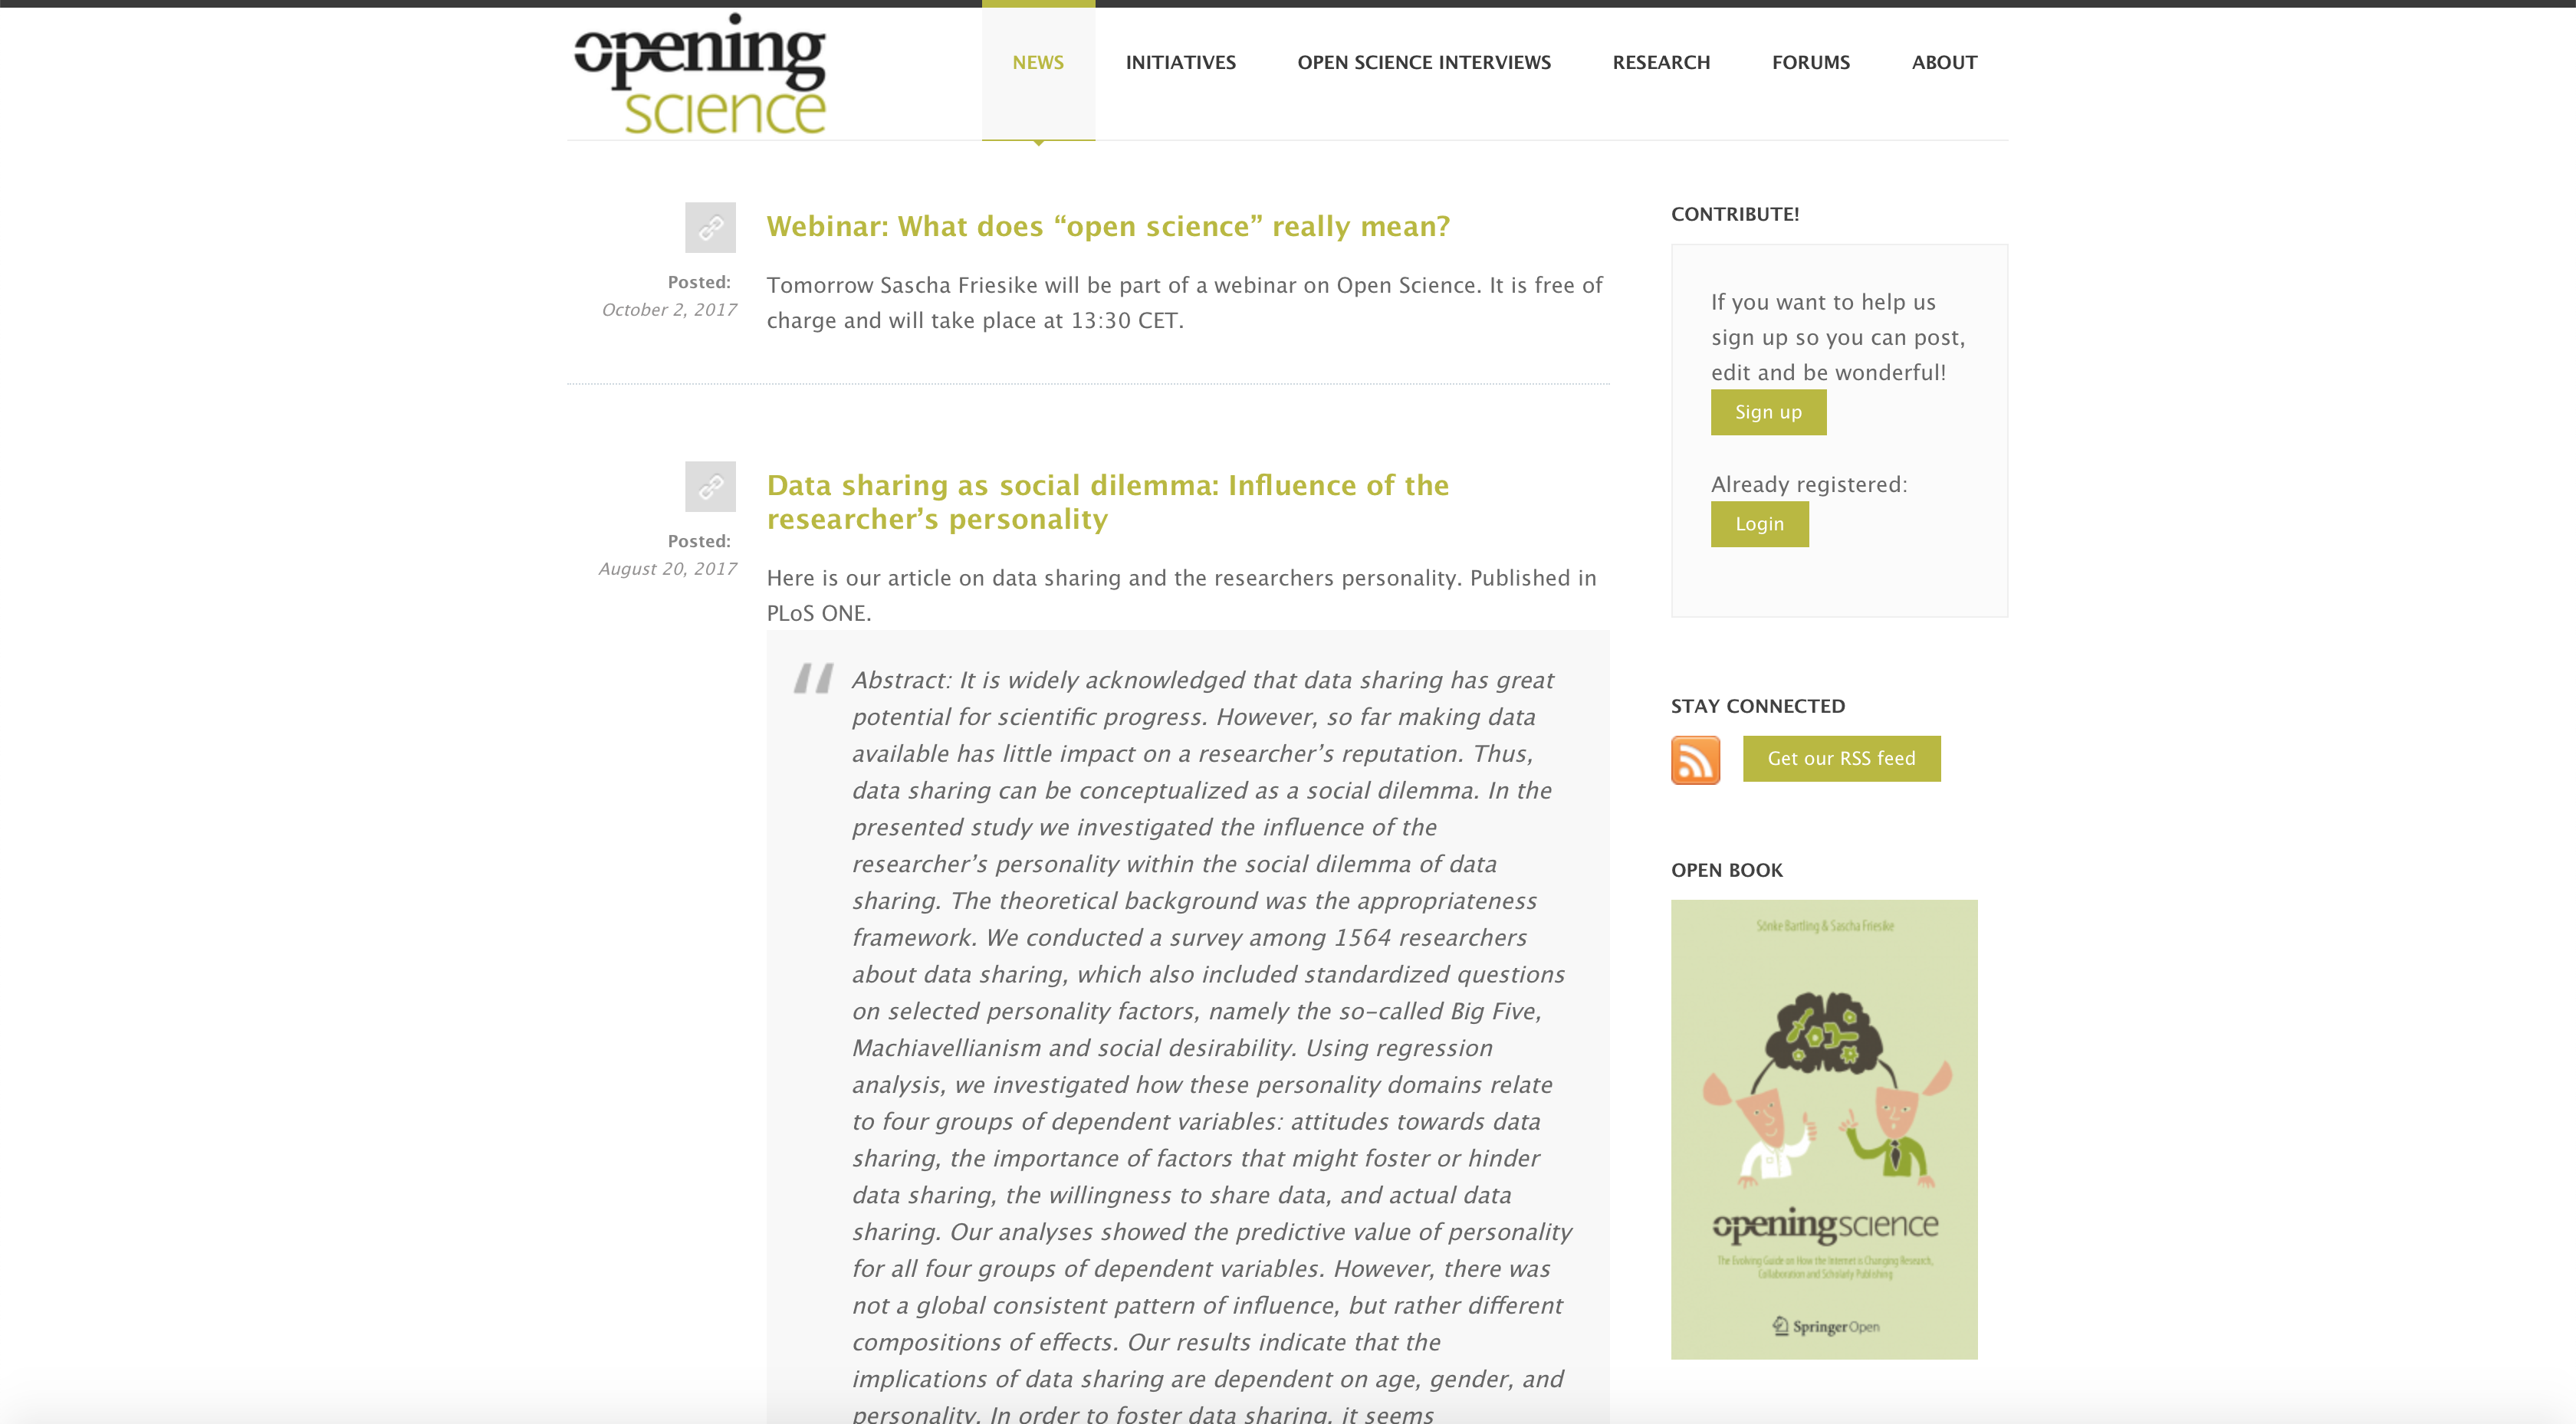 opening
science
NEWS
INITIATIVES
OPEN SCIENCE INTERVIEWS
RESEARCH
FORUMS
ABOUT
Webinar: What does “open science” really mean?
Posted:
October 2, 2017
Tomorrow Sascha Friesike will be part of a webinar on Open Science. It is free of
charge and will take place at 13:30 CET.
Data sharing as social dilemma: Influence of the
researcher’s personality
Posted:
August 20, 2017
Here is our article on data sharing and the researchers personality. Published in
PLoS ONE.
“
Abstract: It is widely acknowledged that data sharing has great
potential for scientific progress. However, so far making data
available has little impact on a researcher’s reputation. Thus,
data sharing can be conceptualized as a social dilemma. In the
presented study we investigated the influence of the
researcher’s personality within the social dilemma of data
sharing. The theoretical background was the appropriateness
framework. We conducted a survey among 1564 researchers
about data sharing, which also included standardized questions
on selected personality factors, namely the so-called Big Five,
Machiavellianism and social desirability. Using regression
analysis, we investigated how these personality domains relate
to four groups of dependent variables: attitudes towards data
sharing, the importance of factors that might foster or hinder
data sharing, the willingness to share data, and actual data
sharing. Our analyses showed the predictive value of personality
for all four groups of dependent variables. However, there was
not a global consistent pattern of influence, but rather different
compositions of effects. Our results indicate that the
implications of data sharing are dependent on age, gender, and
personality. In order to foster data sharing, it seems
CONTRIBUTE!
If you want to help us
sign up so you can post,
edit and be wonderful!
Sign up
Already registered:
Login
STAY CONNECTED
Get our RSS feed
OPEN BOOK
Sönke Bartling & Sascha Friesike
openingscience
The Evolving Guide on How the Internet is Changing Research,
Collaboration and Scholarly Publishing
Springer Open